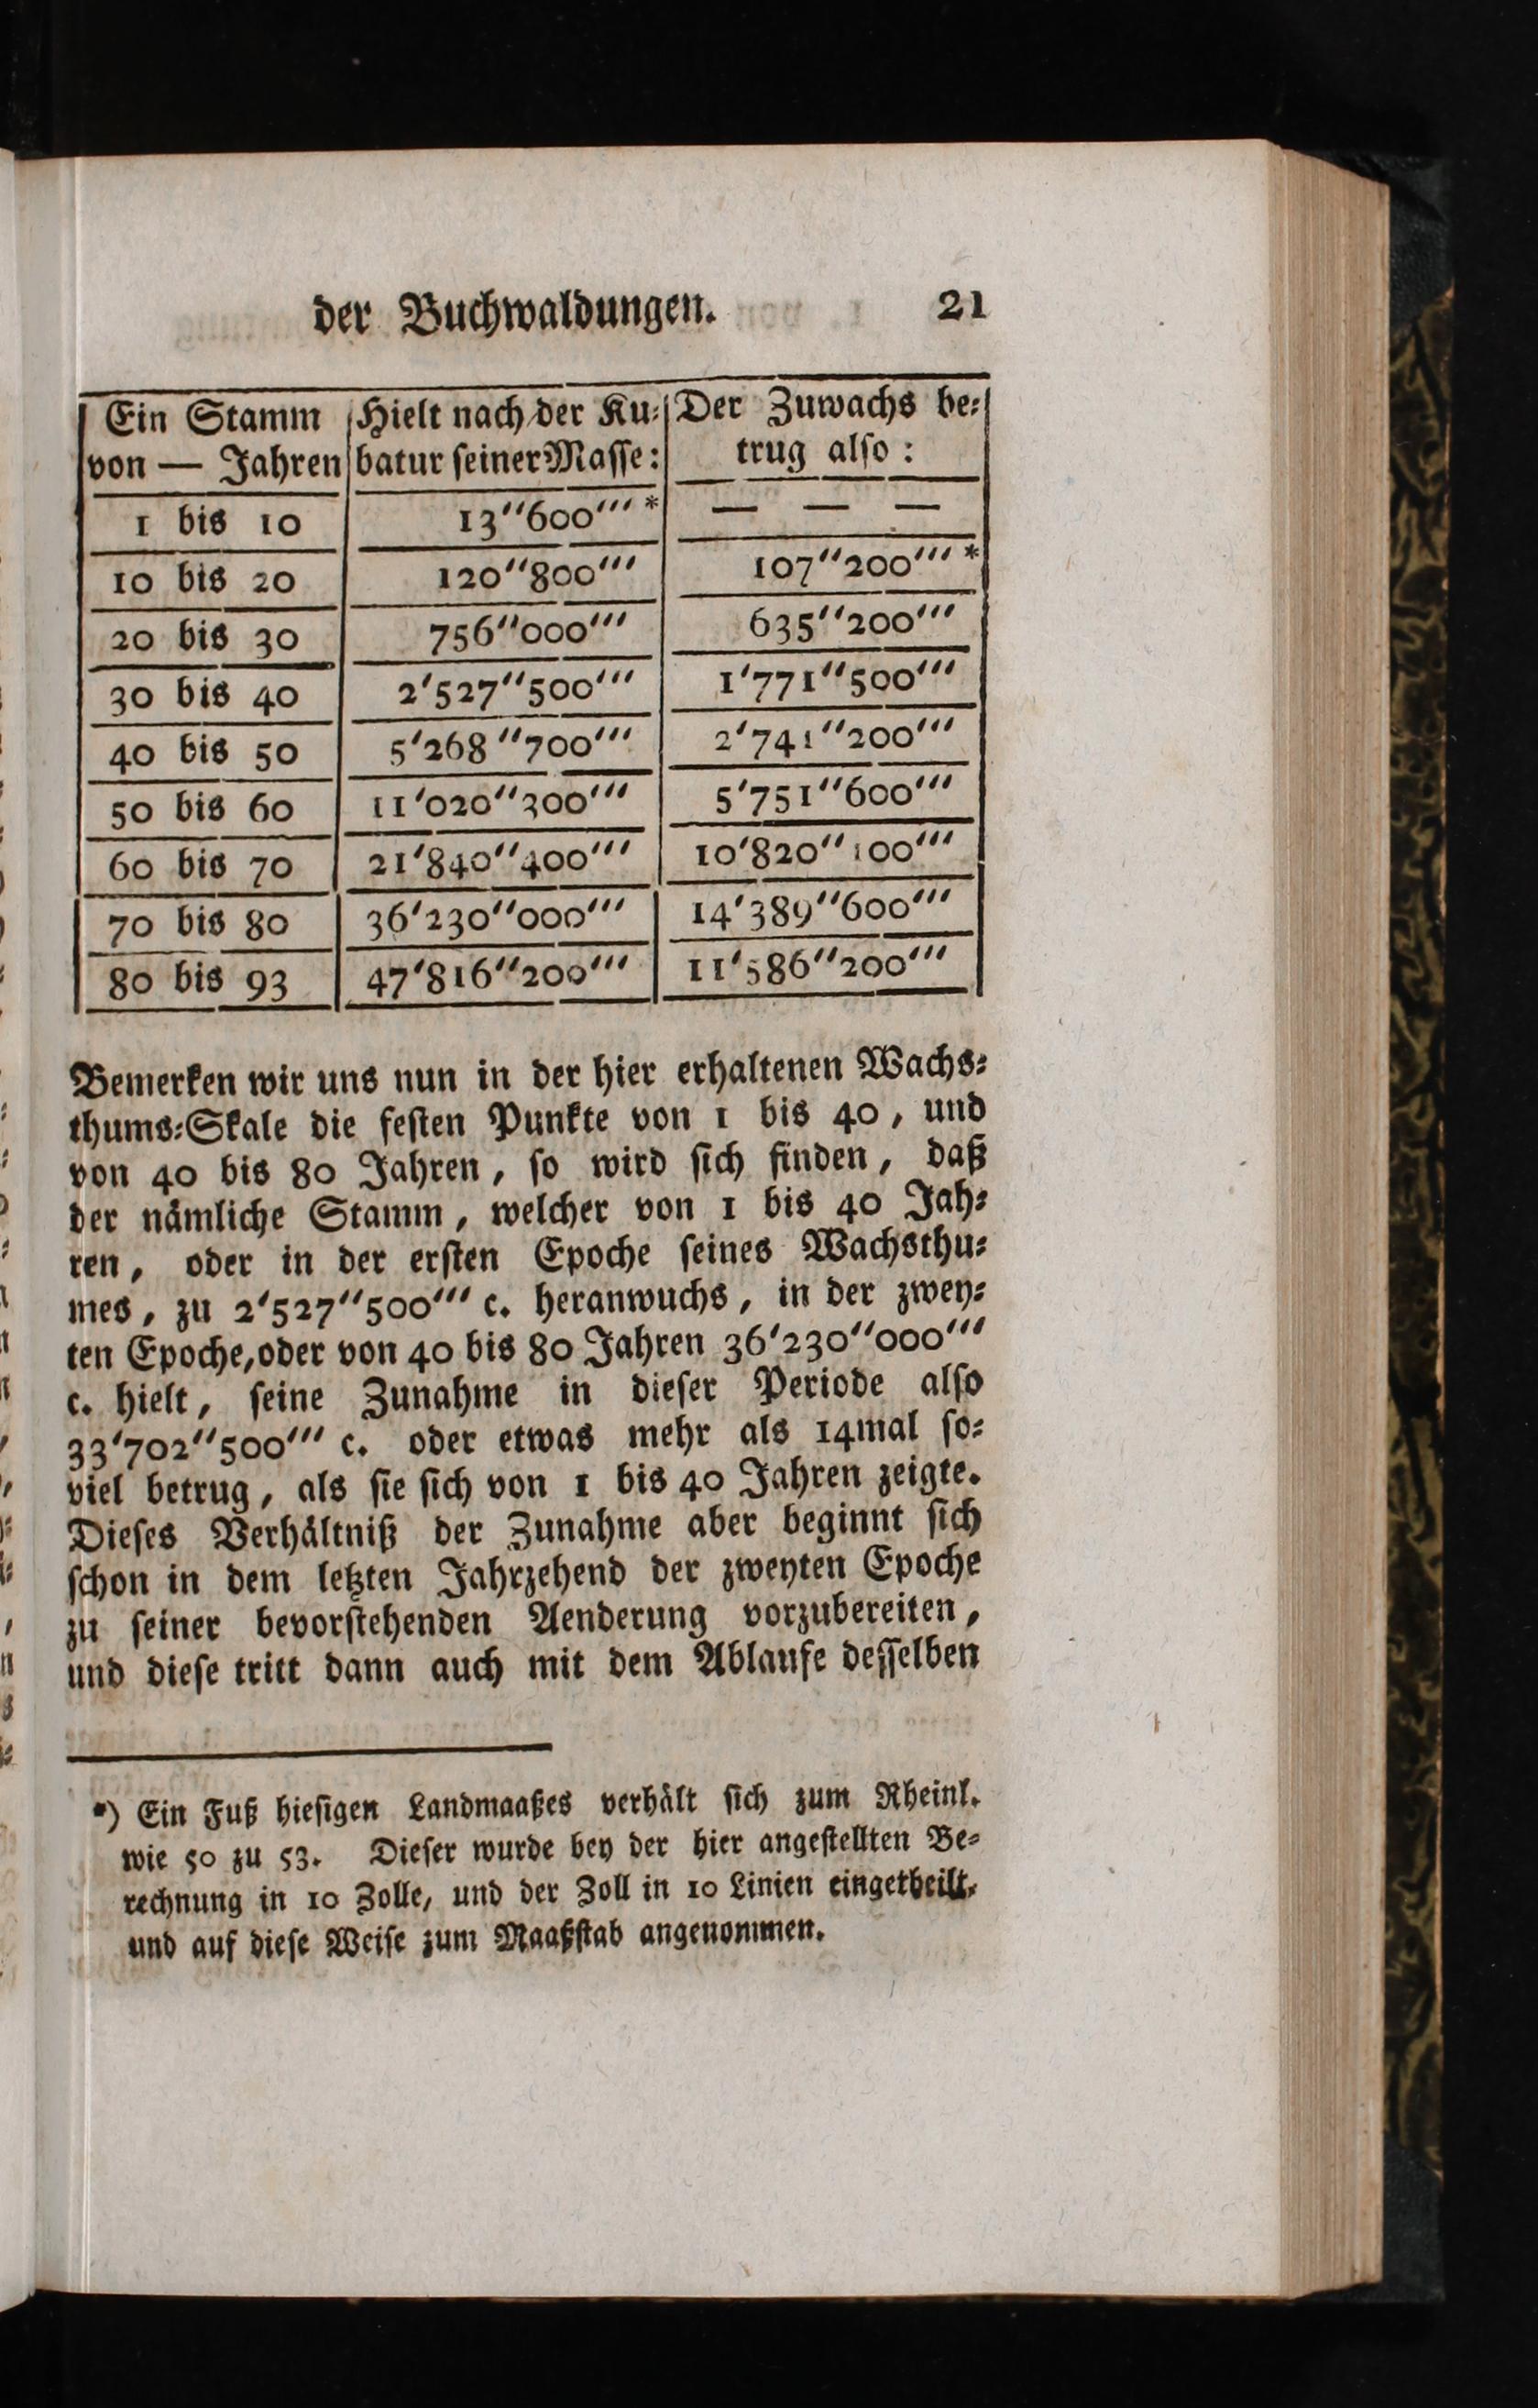 der Buchwaldungen. 21
Ein Stamm Hielt nach der Ku⸗ Der Zuwachs be⸗
von — Jahren batur ſeiner Maſſe: trug alſo:
1 bis 10 13''600'''* — — —
10 bis 20 120''800''' 107''200'''*
20 bis 30 756''000''' 635''200'''
30 bis 40 2'527''500''' 1'771''500'''
40 bis 50 5'268''700''' 2'741''200'''
50 bis 60 11'020''300''' 5'751''600'''
60 bis 70 21'840''400''' 10'820''100'''
70 bis 80 36'230''000''' 14'389''600'''
80 bis 93 47'816''200''' 11'586''200'''
Bemerken wir uns nun in der hier erhaltenen Wachs⸗
thums⸗Skale die feſten Punkte von 1 bis 40, und
von 40 bis 80 Jahren, ſo wird ſich finden, daß
der nämliche Stamm, welcher von 1 bis 40 Jah⸗
ren, oder in der erſten Epoche ſeines Wachsthu⸗
mes, zu 2'527''500''' c. heranwuchs, in der zwey⸗
ten Epoche, oder von 40 bis 80 Jahren 36'230''000'''
c. hielt, ſeine Zunahme in dieſer Periode alſo
33'702''500''' c. oder etwas mehr als 14mal ſo⸗
viel betrug, als ſie ſich von 1 bis 40 Jahren zeigte.
Dieſes Verhältniß der Zunahme aber beginnt ſich
ſchon in dem letzten Jahrzehend der zweyten Epoche
zu ſeiner bevorſtehenden Aenderung vorzubereiten,
und dieſe tritt dann auch mit dem Ablaufe deſſelben
*) Ein Fuß hieſigen Landmaaßes verhält ſich zum Rheinl.
wie 50 zu 53. Dieſer wurde bey der hier angeſtellten Be⸗
rechnung in 10 Zolle, und der Zoll in 10 Linien eingetheilt,
und auf dieſe Weiſe zum Maaßſtab angenommen.